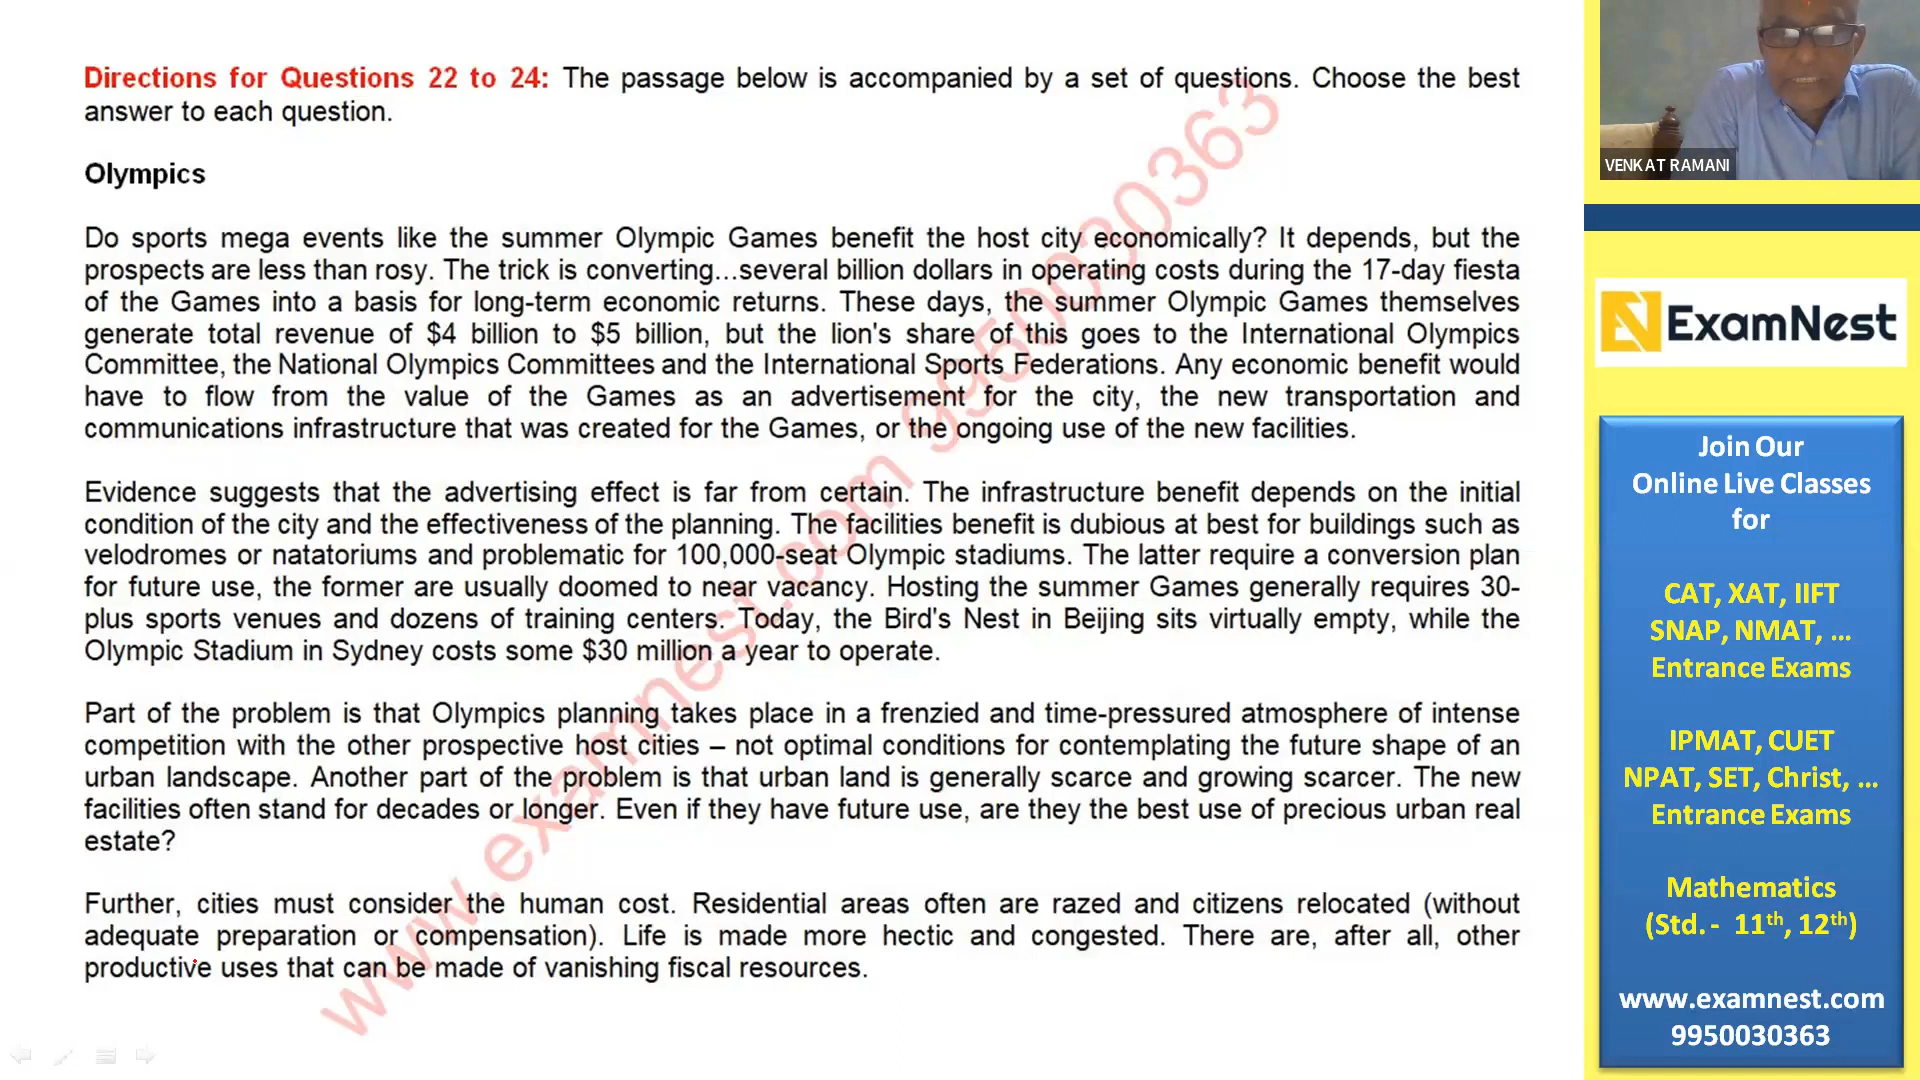 Directions for Questions 22 to 24: The passage below is accompanied by a set of questions. Choose the best
answer to each question.
Olympics
Do sports mega events like the summer Olympic Games benefit the host city economically? It depends, but the
prospects are less than rosy. The trick is converting...several billion dollars in operating costs during the 17-day fiesta
of the Games into a basis for long-term economic returns. These days, the summer Olympic Games themselves
generate total revenue of $4 billion to $5 billion, but the lion's share of this goes to the International Olympics
Committee, the National Olympics Committees and the International Sports Federations. Any economic benefit would
have to flow from the value of the Games as an advertisement for the city, the new transportation and
communications infrastructure that was created for the Games, or the ongoing use of the new facilities.
Evidence suggests that the advertising effect is far from certain. The infrastructure benefit depends on the initial
condition of the city and the effectiveness of the planning. The facilities benefit is dubious at best for buildings such as
velodromes or natatoriums and problematic for 100,000-seat Olympic stadiums. The latter require a conversion plan
for future use, the former are usually doomed to near vacancy. Hosting the summer Games generally requires 30-
plus sports venues and dozens of training centers. Today, the Bird's Nest in Beijing sits virtually empty, while the
Olympic Stadium in Sydney costs some $30 million a year to operate.
Part of the problem is that Olympics planning takes place in a frenzied and time-pressured atmosphere of intense
competition with the other prospective host cities – not optimal conditions for contemplating the future shape of an
urban landscape. Another part of the problem is that urban land is generally scarce and growing scarcer. The new
facilities often stand for decades or longer. Even if they have future use, are they the best use of precious urban real
estate?
Further, cities must consider the human cost. Residential areas often are razed and citizens relocated (without
adequate preparation or compensation). Life is made more hectic and congested. There are, after all, other
productive uses that can be made of vanishing fiscal resources.
www.examnest.com 9950030363
VENKAT RAMANI
ExamNest
Join Our
Online Live Classes
for
CAT, XAT, IIFT
SNAP, NMAT, ...
Entrance Exams
IPMAT, CUET
NPAT, SET, Christ, ...
Entrance Exams
Mathematics
(Std. - 11th, 12th)
www.examnest.com
9950030363